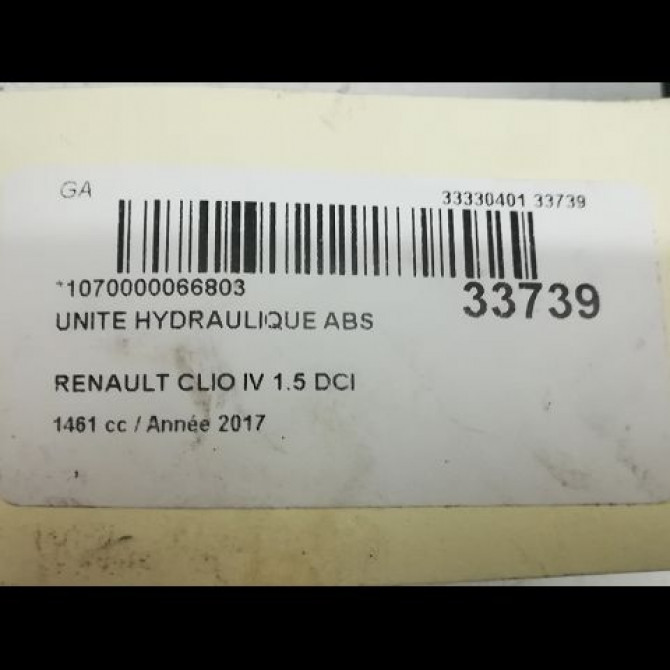 GA
33330401 33739
*1070000066803
33739
UNITE HYDRAULIQUE ABS
RENAULT CLIO IV 1.5 DCI
1461 cc / Année 2017